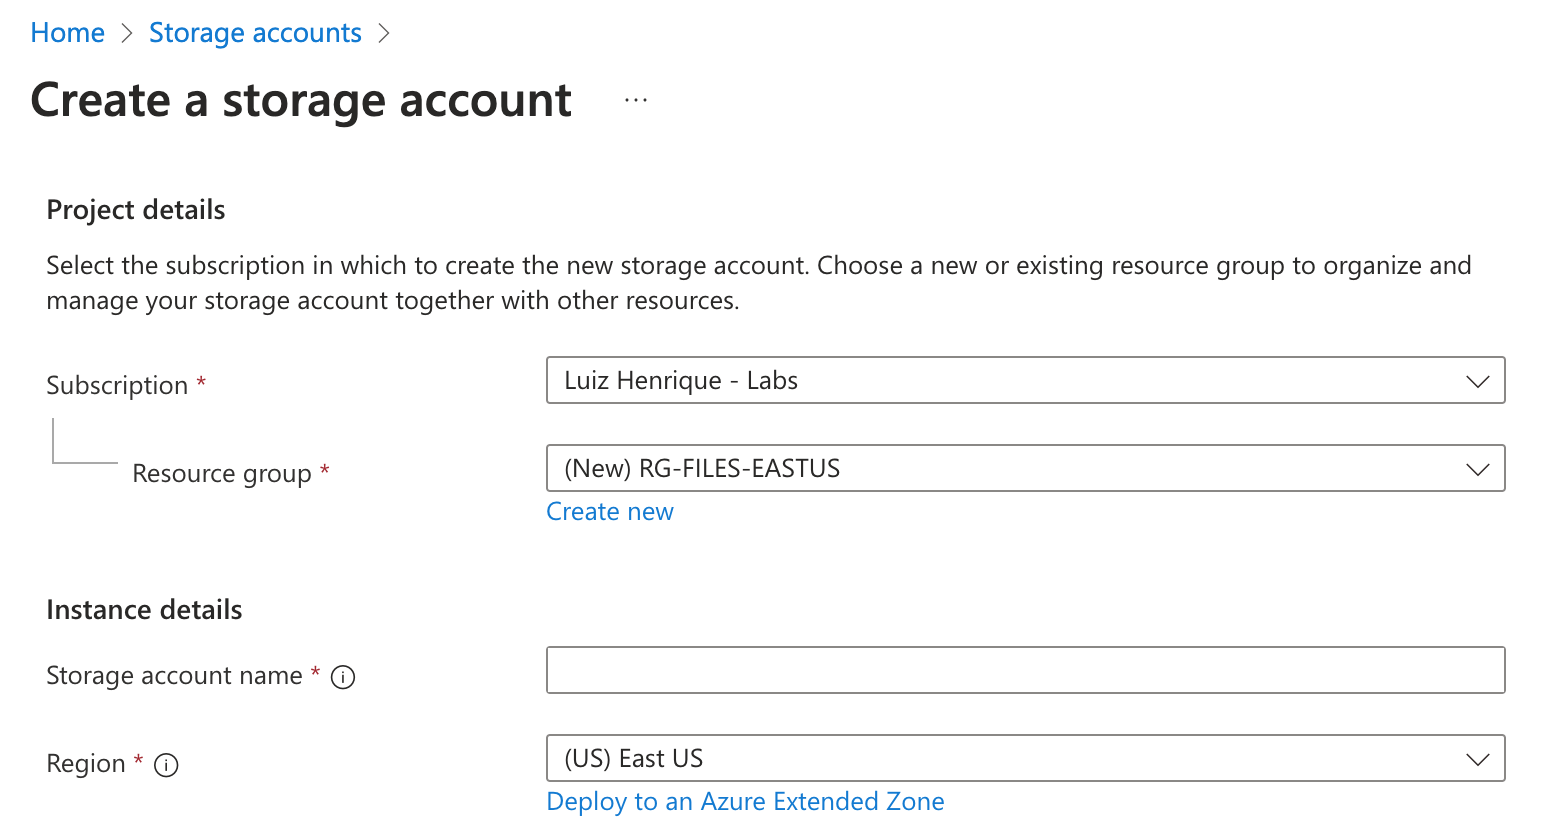 Home > Storage accounts >
Create a storage account ...
Project details
Select the subscription in which to create the new storage account. Choose a new or existing resource group to organize and
manage your storage account together with other resources.
Subscription * Luiz Henrique - Labs
Resource group * (New) RG-FILES-EASTUS
Create new
Instance details
Storage account name *
Region * (US) East US
Deploy to an Azure Extended Zone